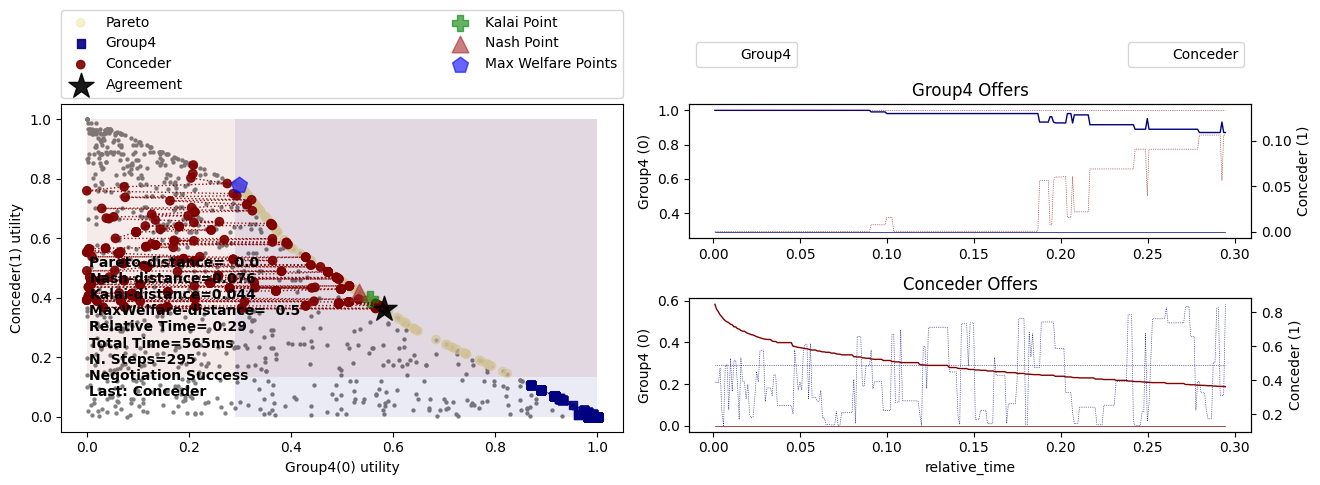 Pareto
Group4
Conceder
Agreement
Kalai Point
Nash Point
Max Welfare Points
1.0
0.8
0.6
0.4
0.2
0.0
Conceder(1) utility
Pareto-distance= 0.0
Nash-distance=0.076
Kalai-distance=0.044
MaxWelfare-distance= 0.5
Relative Time= 0.29
Total Time=565ms
N. Steps=295
Negotiation Success
Last: Conceder
0.0 0.2 0.4 0.6 0.8 1.0
Group4(0) utility
Group4
Conceder
Group4 Offers
1.0
0.8
0.6
0.4
Group4 (0)
0.10
0.05
0.00
Conceder (1)
0.00 0.05 0.10 0.15 0.20 0.25 0.30
Conceder Offers
0.6
0.4
0.2
0.0
Group4 (0)
0.8
0.6
0.4
0.2
Conceder (1)
0.00 0.05 0.10 0.15 0.20 0.25 0.30
relative_time